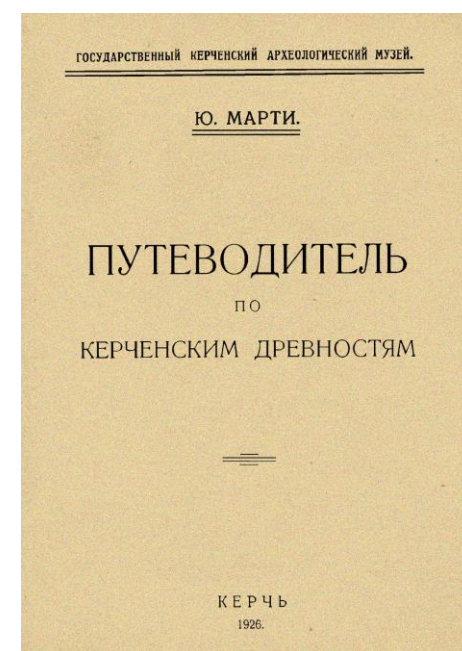 ГОСУДАРСТВЕННЫЙ КЕРЧЕНСКИЙ АРХЕОЛОГИЧЕСКИЙ МУЗЕЙ.
Ю. МАРТИ.
ПУТЕВОДИТЕЛЬ
ПО
КЕРЧЕНСКИМ ДРЕВНОСТЯМ
КЕРЧЬ
1926.